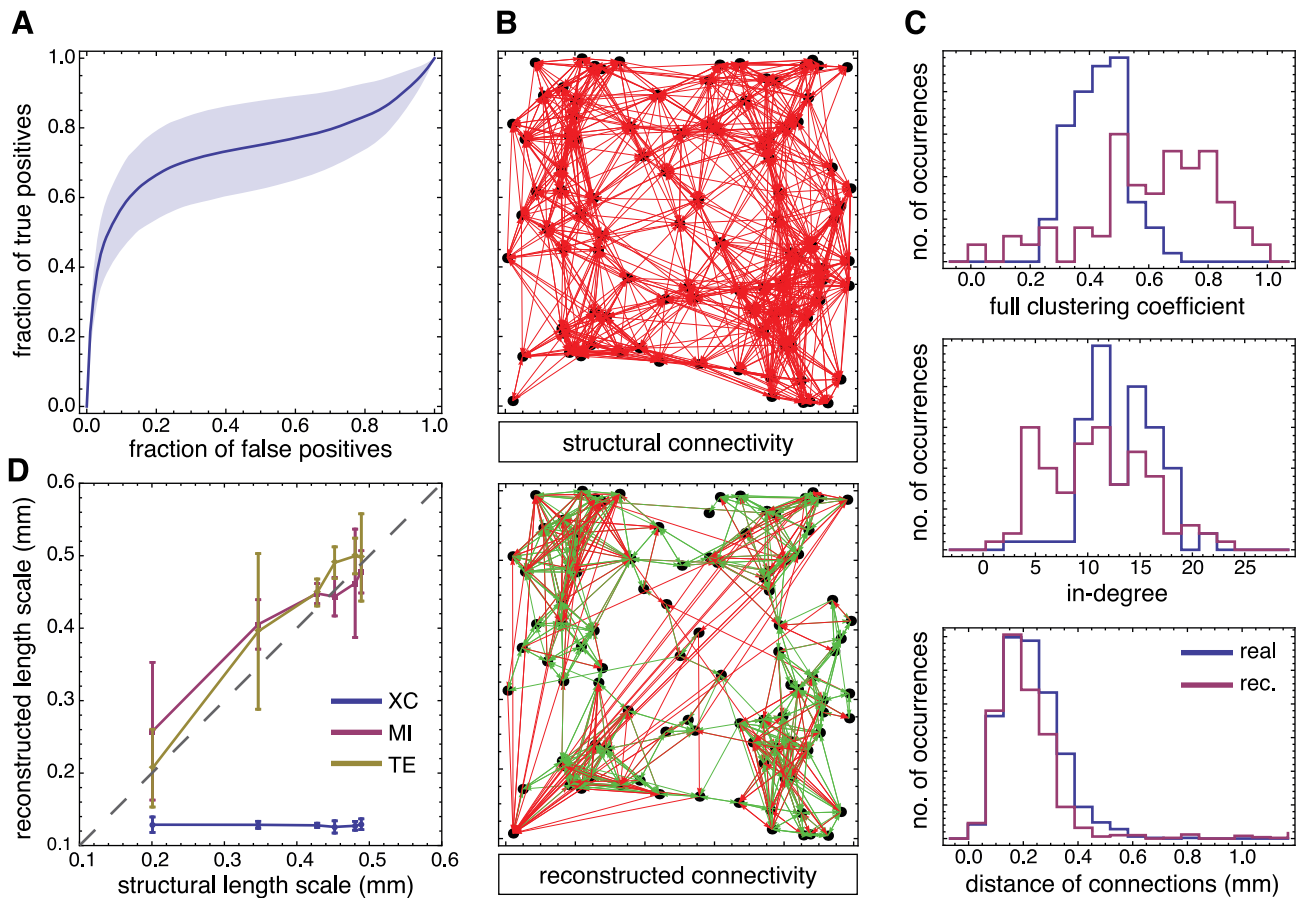 A
1.0
0.8
0.6
0.4
0.2
0.0
fraction of true positives
0.0 0.2 0.4 0.6 0.8 1.0
fraction of false positives
B
structural connectivity
reconstructed connectivity
C
no. of occurrences
0.0 0.2 0.4 0.6 0.8 1.0
full clustering coefficient
no. of occurrences
0 5 10 15 20 25
in-degree
no. of occurrences
real
rec.
0.0 0.2 0.4 0.6 0.8 1.0
distance of connections (mm)
D
0.6
0.5
0.4
0.3
0.2
0.1
reconstructed length scale (mm)
XC
MI
TE
0.1 0.2 0.3 0.4 0.5 0.6
structural length scale (mm)